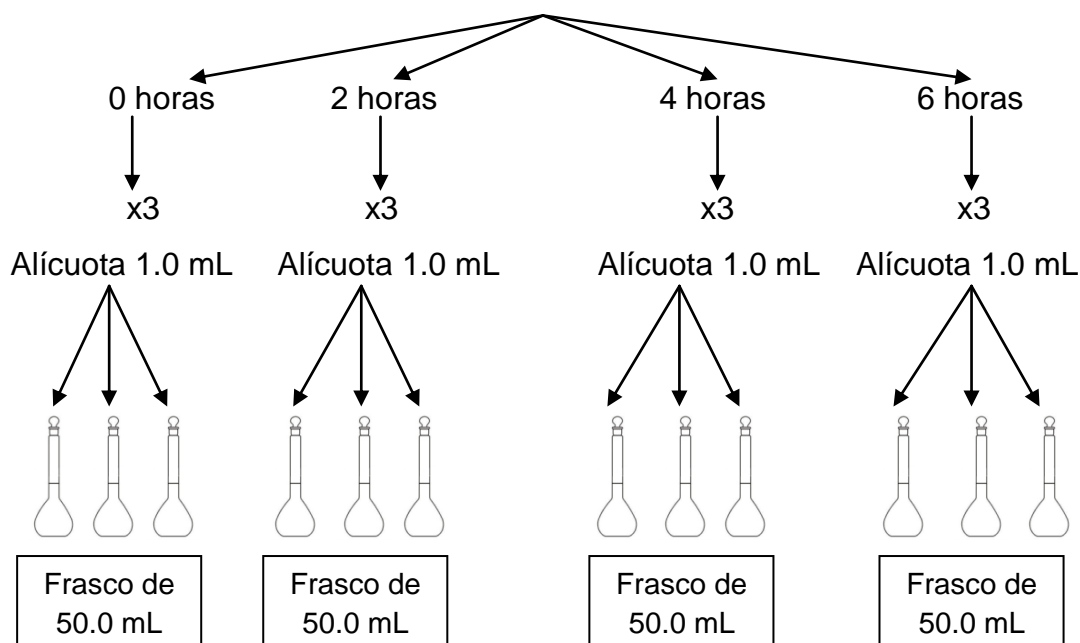 0 horas 2 horas 4 horas 6 horas
x3 x3 x3 x3
Alícuota 1.0 mL Alícuota 1.0 mL Alícuota 1.0 mL Alícuota 1.0 mL
Frasco de Frasco de Frasco de Frasco de
50.0 mL 50.0 mL 50.0 mL 50.0 mL